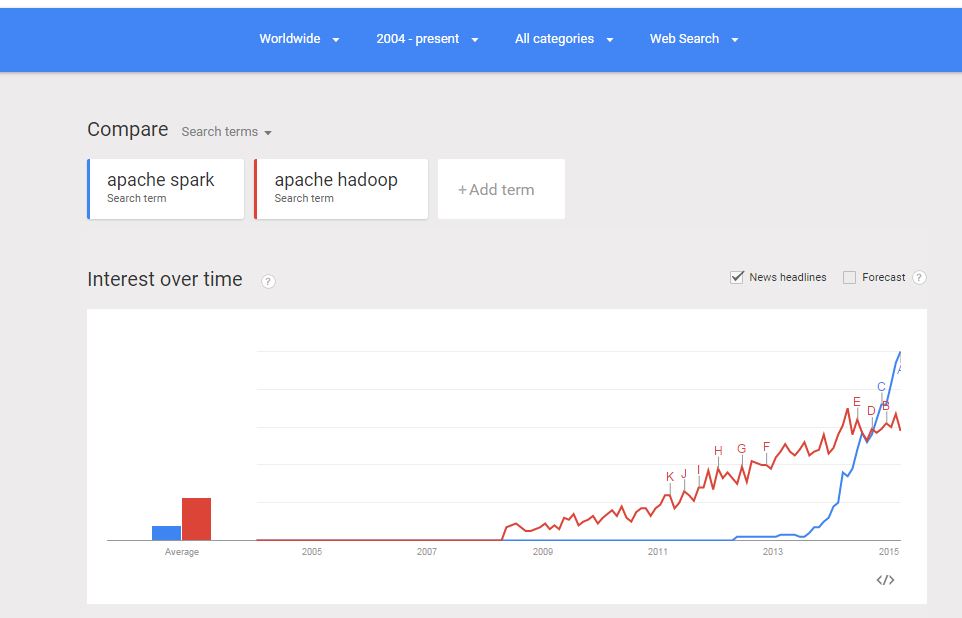 Worldwide 2004 - present All categories Web Search
Compare Search terms
apache spark apache hadoop + Add term
Search term Search term
Interest over time ? News headlines Forecast ?
A
C
E
D B
H G F
K J I
Average 2005 2007 2009 2011 2013 2015
</>